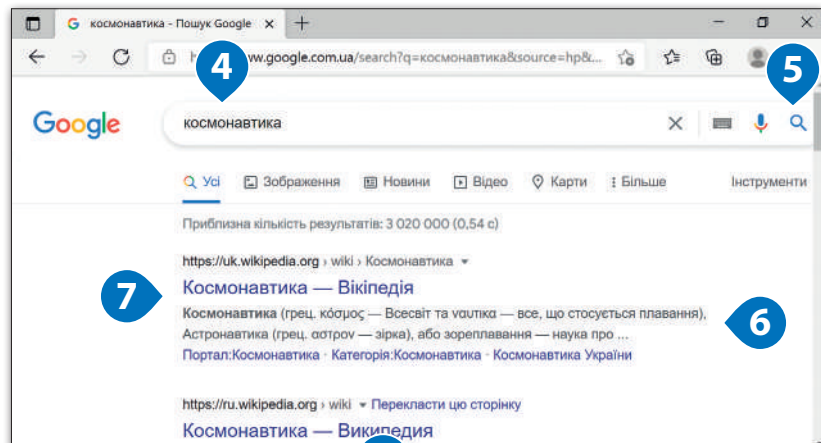 космонавтика - Пошук Google
4
ww.google.com.ua/search?q=космонавтика&source=hp&...
5
Google
космонавтика
Усі Зображення Новини Відео Карти Більше Інструменти
Приблизна кількість результатів: 3 020 000 (0,54 с)
https://uk.wikipedia.org › wiki › Космонавтика
7
Космонавтика — Вікіпедія
Космонавтика (грец. κόσμος — Всесвіт та ναυτικα — все, що стосується плавання),
6
Астронавтика (грец. αστρον — зірка), або зореплавання — наука про ...
Портал:Космонавтика · Категорія:Космонавтика · Космонавтика України
https://ru.wikipedia.org › wiki Перекласти цю сторінку
Космонавтика — Википедия